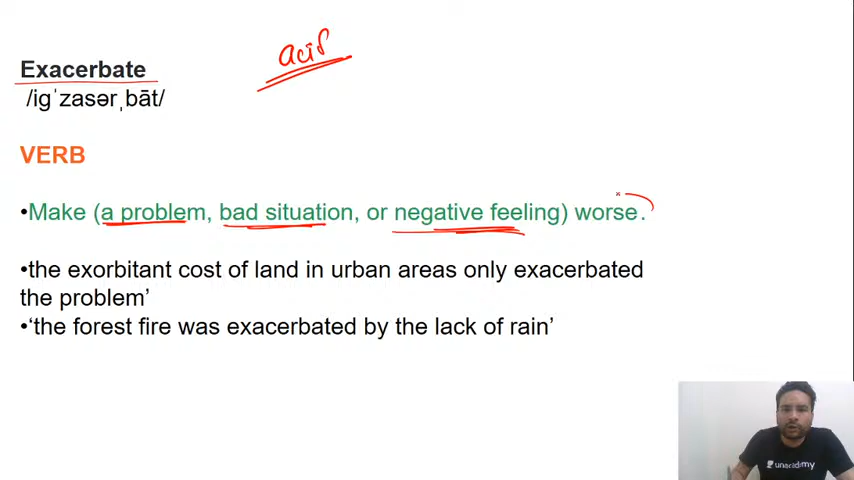 acid
Exacerbate
/igˈzasərˌbāt/
VERB
•Make (a problem, bad situation, or negative feeling) worse.
•the exorbitant cost of land in urban areas only exacerbated
the problem’
•‘the forest fire was exacerbated by the lack of rain’
unacademy